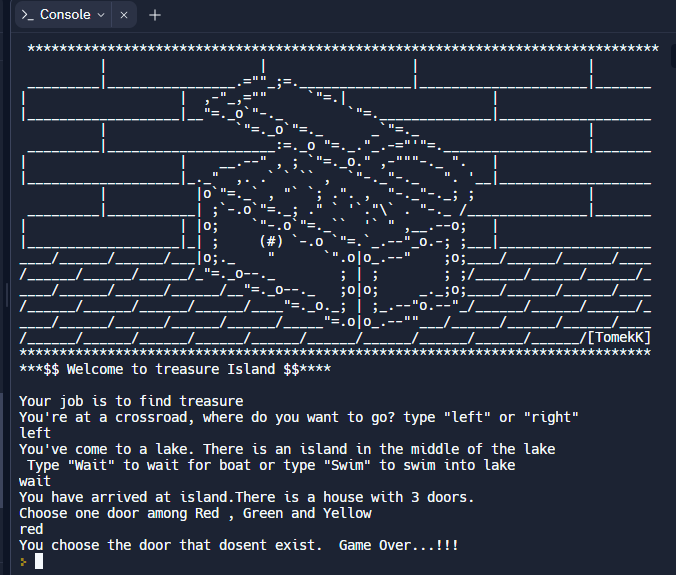 Console
[TomekK]
***$$ Welcome to treasure Island $$****
Your job is to find treasure
You're at a crossroad, where do you want to go? type "left" or "right"
left
You've come to a lake. There is an island in the middle of the lake
Type "Wait" to wait for boat or type "Swim" to swim into lake
wait
You have arrived at island.There is a house with 3 doors.
Choose one door among Red , Green and Yellow
red
You choose the door that dosent exist.  Game Over...!!!